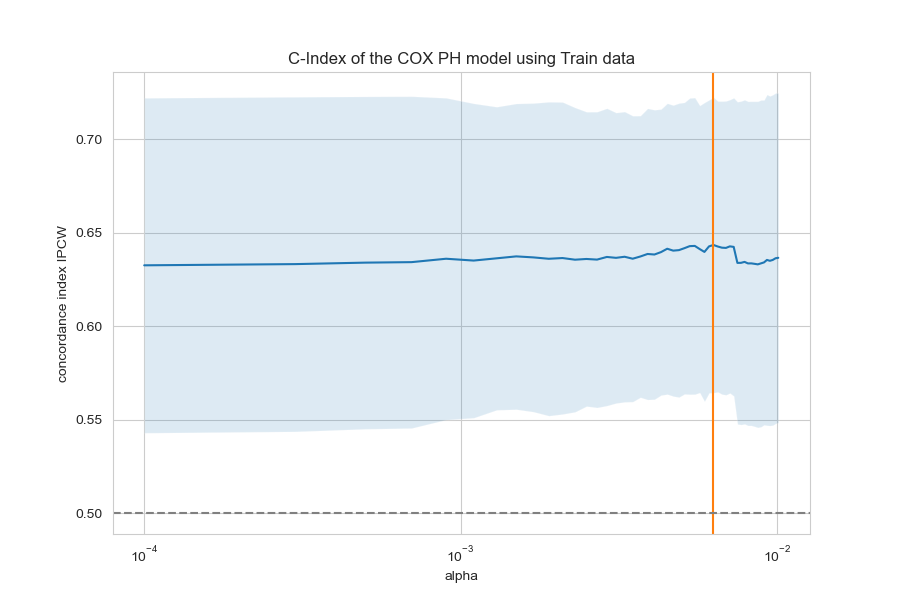 C-Index of the COX PH model using Train data
concordance index IPCW
0.70
0.65
0.60
0.55
0.50
10⁻⁴
10⁻³
10⁻²
alpha